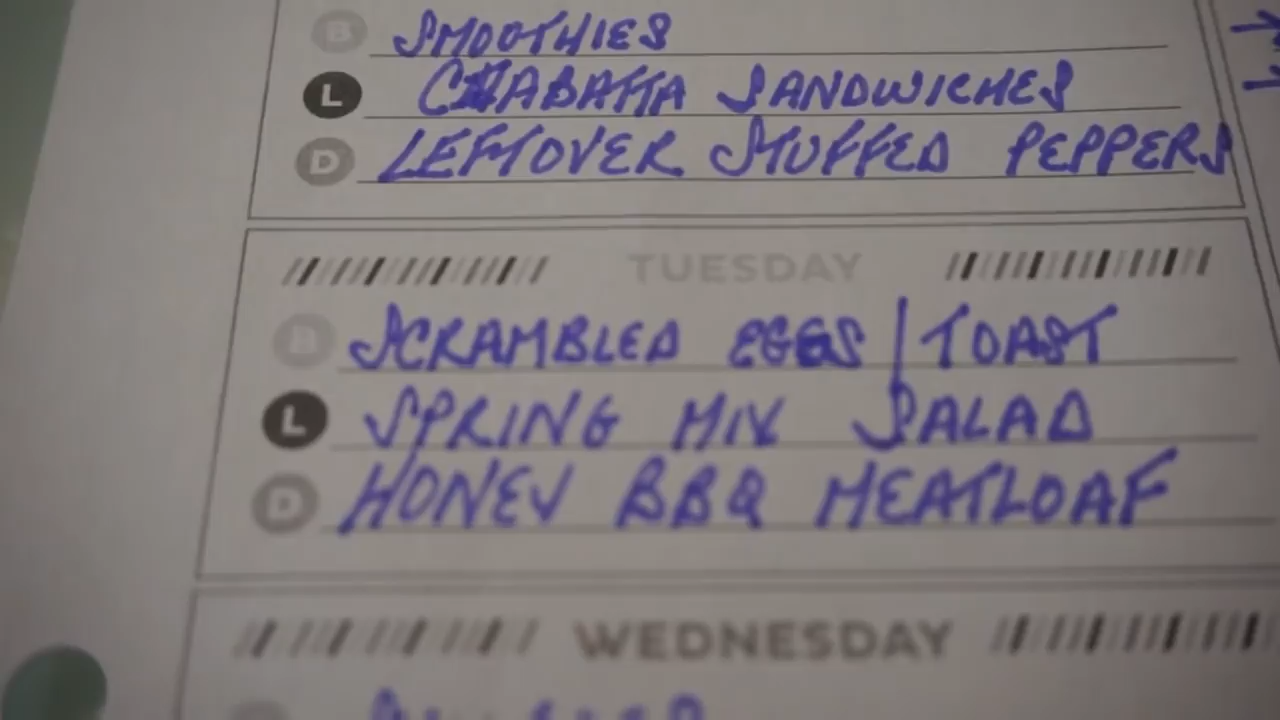 B SMOOTHIES
L CIABATTA SANDWICHES
D LEFTOVER STUFFED PEPPERS
TUESDAY
B SCRAMBLED EGGS | TOAST
L SPRING MIX SALAD
D HONEY BBQ MEATLOAF
WEDNESDAY